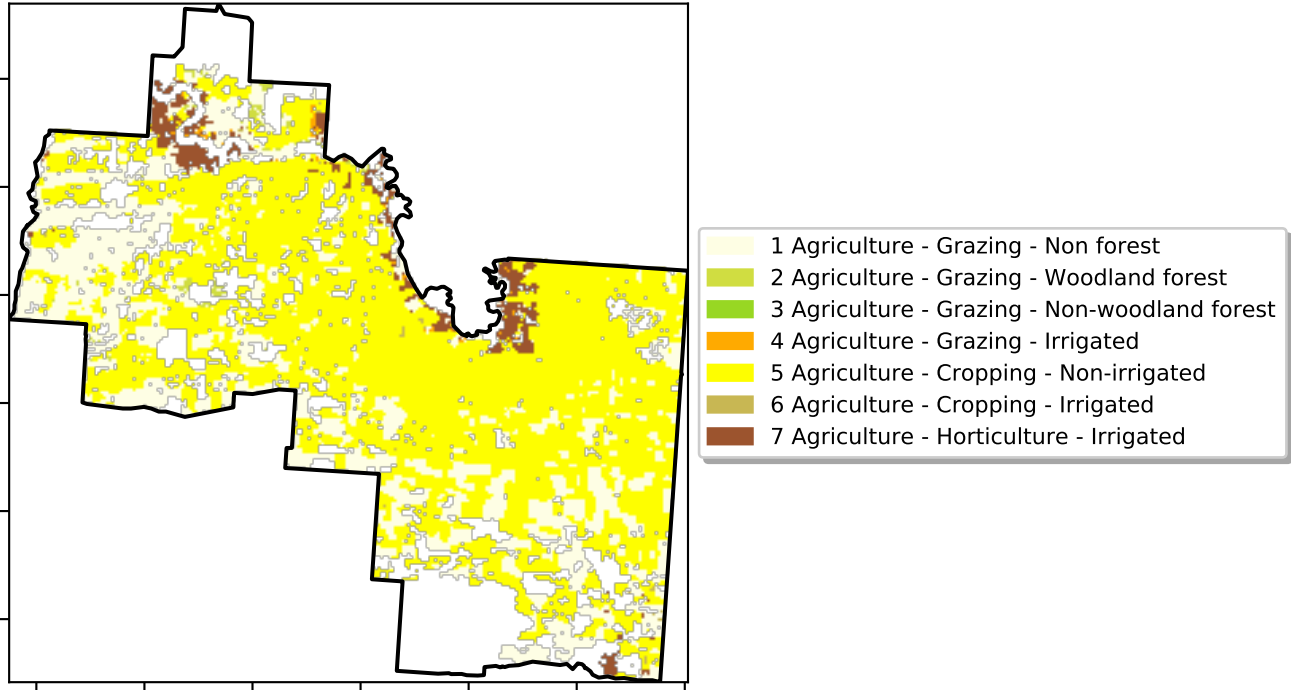 1 Agriculture - Grazing - Non forest
2 Agriculture - Grazing - Woodland forest
3 Agriculture - Grazing - Non-woodland forest
4 Agriculture - Grazing - Irrigated
5 Agriculture - Cropping - Non-irrigated
6 Agriculture - Cropping - Irrigated
7 Agriculture - Horticulture - Irrigated